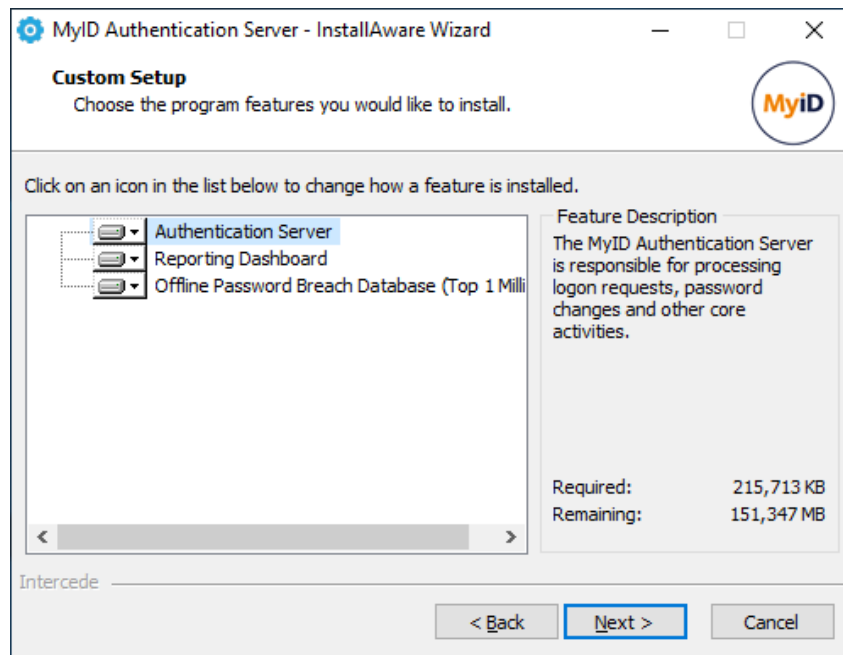 MyID Authentication Server - InstallAware Wizard
Custom Setup
Choose the program features you would like to install.
MyiD
Click on an icon in the list below to change how a feature is installed.
Authentication Server
Reporting Dashboard
Offline Password Breach Database (Top 1 Milli
Feature Description
The MyID Authentication Server
is responsible for processing
logon requests, password
changes and other core
activities.
Required: 215,713 KB
Remaining: 151,347 MB
Intercede
< Back
Next >
Cancel